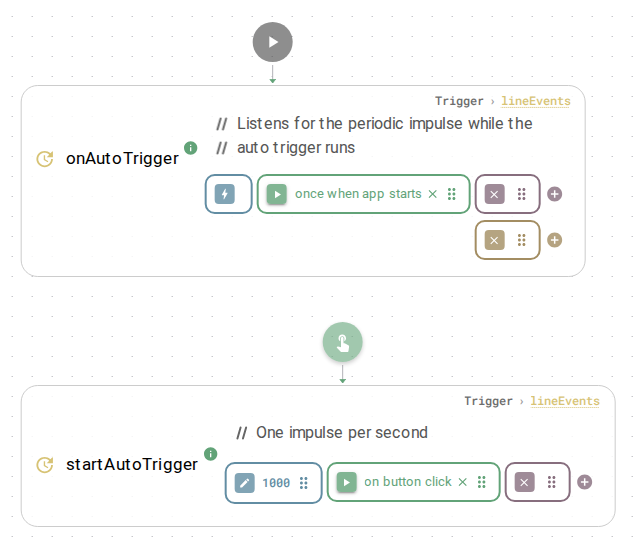 Trigger › lineEvents
// Listens for the periodic impulse while the
// auto trigger runs
onAutoTrigger
once when app starts
Trigger › lineEvents
// One impulse per second
startAutoTrigger
1000 on button click